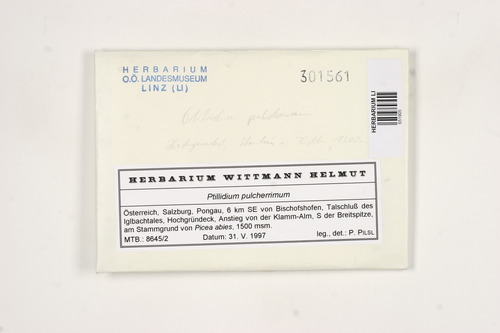 HERBARIUM
O.Ö. LANDESMUSEUM
LINZ (LI)
301561
HERBARIUM LI
HERBARIUM WITTMANN HELMUT
Ptilidium pulcherrimum
Österreich, Salzburg, Pongau, 6 km SE von Bischofshofen, Talschluß des
Iglbachtales, Hochgründeck, Anstieg von der Klamm-Alm, S der Breitspitze,
am Stammgrund von Picea abies, 1500 msm.
MTB.: 8645/2 Datum: 31. V. 1997 leg., det.: P. PILSL